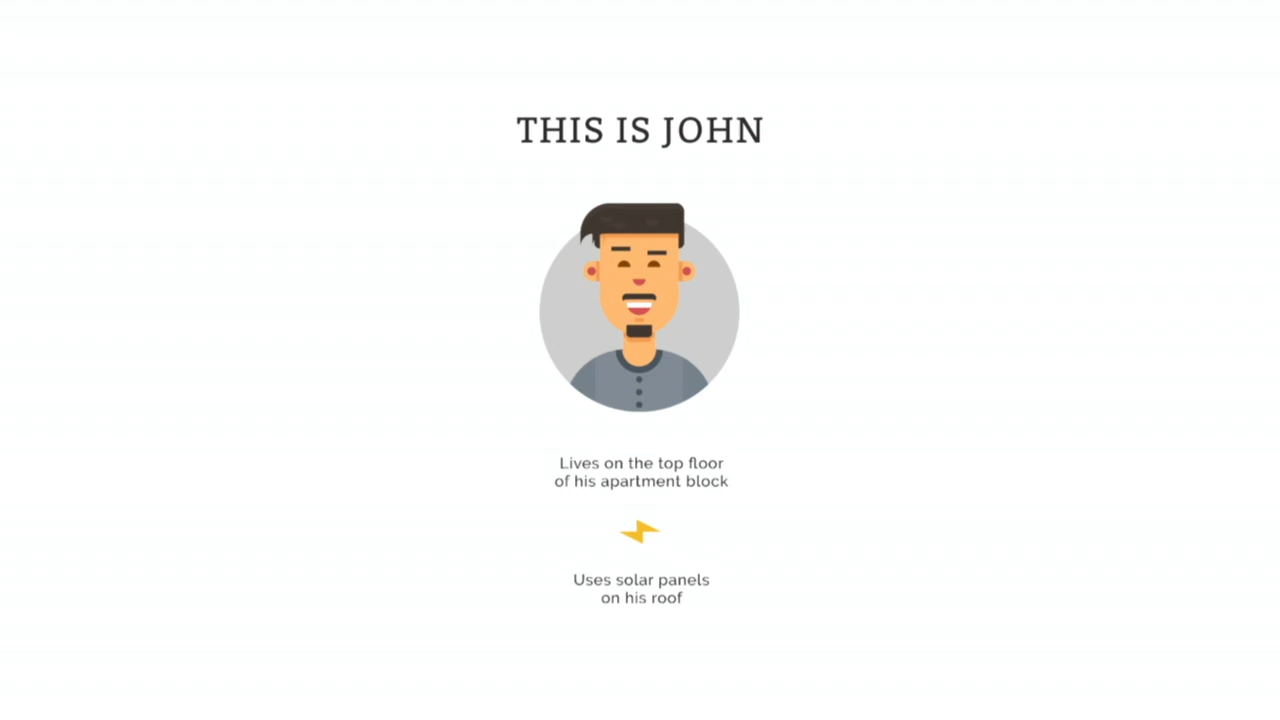 THIS IS JOHN
Lives on the top floor
of his apartment block
Uses solar panels
on his roof